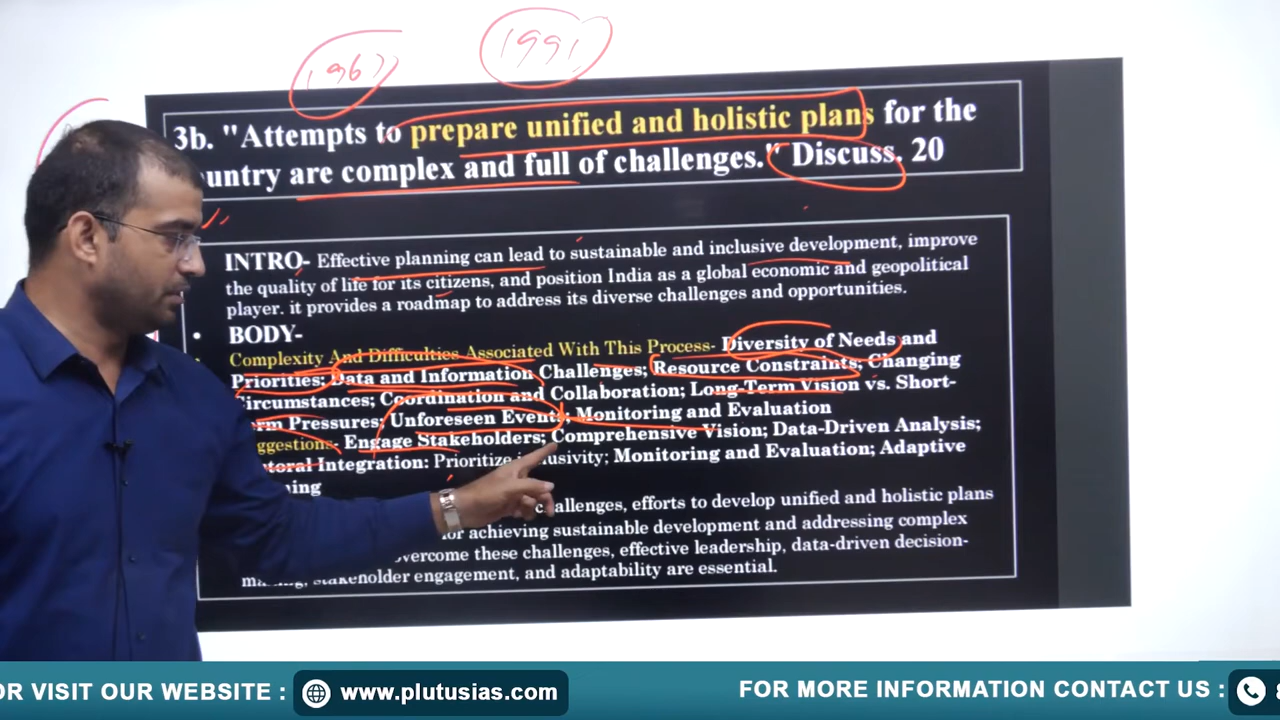 1991
196
3b. "Attempts to prepare unified and holistic plans for the
untry are complex and full of challenges." Discuss. 20
INTRO- Effective planning can lead to sustainable and inclusive development, improve
the quality of life for its citizens, and position India as a global economic and geopolitical
player. it provides a roadmap to address its diverse challenges and opportunities.
• BODY-
Complexity And Difficulties Associated With This Process- Diversity of Needs and
Priorities; Data and Information Challenges; Resource Constraints; Changing
ircumstances; Coordination and Collaboration; Long-Term Vision vs. Short-
rm Pressures; Unforeseen Events; Monitoring and Evaluation
ggestions- Engage Stakeholders; Comprehensive Vision; Data-Driven Analysis;
toral Integration: Prioritize inclusivity; Monitoring and Evaluation; Adaptive
ning
challenges, efforts to develop unified and holistic plans
for achieving sustainable development and addressing complex
vercome these challenges, effective leadership, data-driven decision-
stakeholder engagement, and adaptability are essential.
OR VISIT OUR WEBSITE : www.plutusias.com FOR MORE INFORMATION CONTACT US : 8